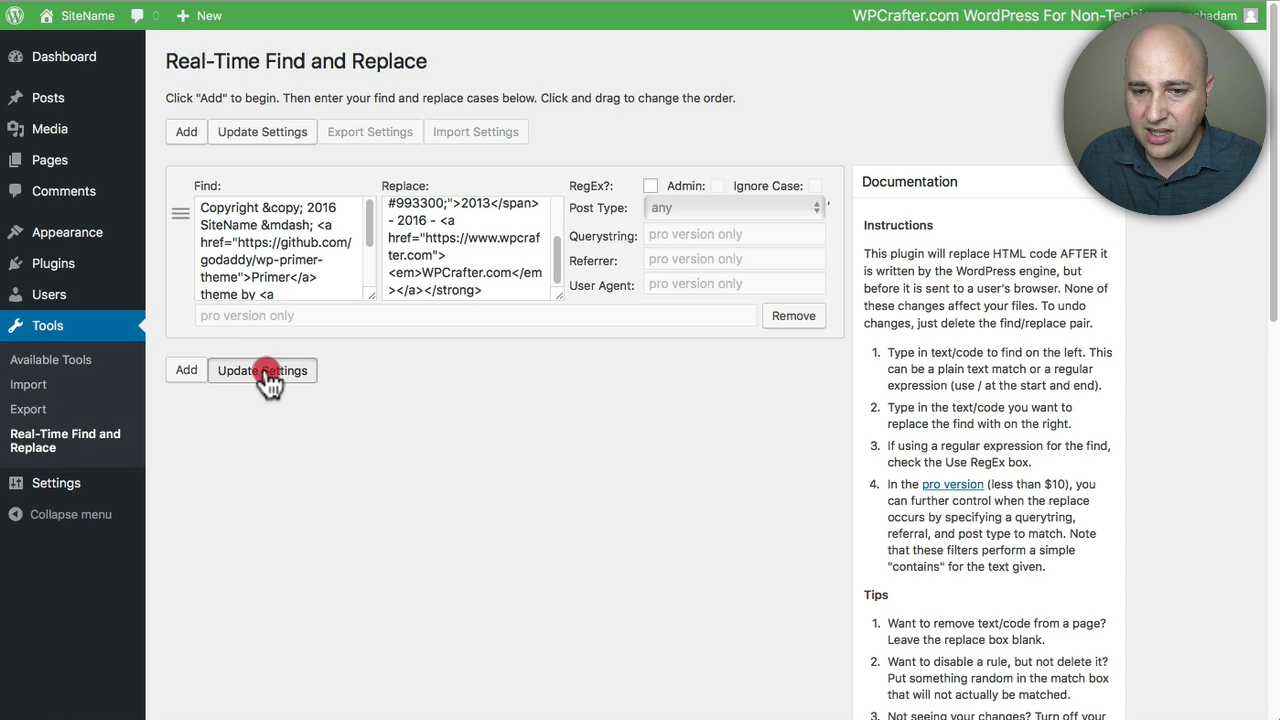 SiteName 0 New WPCrafter.com WordPress For Non-Techi
Dashboard
Posts
Media
Pages
Comments
Appearance
Plugins
Users
Tools
Available Tools
Import
Export
Real-Time Find and
Replace
Settings
Collapse menu
Real-Time Find and Replace
Click "Add" to begin. Then enter your find and replace cases below. Click and drag to change the order.
Add Update Settings Export Settings Import Settings
Find:
Copyright &copy; 2016
SiteName &mdash; <a
href="https://github.com/
godaddy/wp-primer-
theme">Primer</a>
theme by <a
Replace:
#993300;">2013</span>
- 2016 - <a
href="https://www.wpcraf
ter.com">
<em>WPCrafter.com</em
></a></strong>
RegEx?: Admin: Ignore Case:
Post Type: any
Querystring: pro version only
Referrer: pro version only
User Agent: pro version only
pro version only Remove
Add Update Settings
Documentation
Instructions
This plugin will replace HTML code AFTER it
is written by the WordPress engine, but
before it is sent to a user's browser. None of
these changes affect your files. To undo
changes, just delete the find/replace pair.
1. Type in text/code to find on the left. This
can be a plain text match or a regular
expression (use / at the start and end).
2. Type in the text/code you want to
replace the find with on the right.
3. If using a regular expression for the find,
check the Use RegEx box.
4. In the pro version (less than $10), you
can further control when the replace
occurs by specifying a querytring,
referral, and post type to match. Note
that these filters perform a simple
"contains" for the text given.
Tips
1. Want to remove text/code from a page?
Leave the replace box blank.
2. Want to disable a rule, but not delete it?
Put something random in the match box
that will not actually be matched.
3. Not seeing your changes? Turn off your